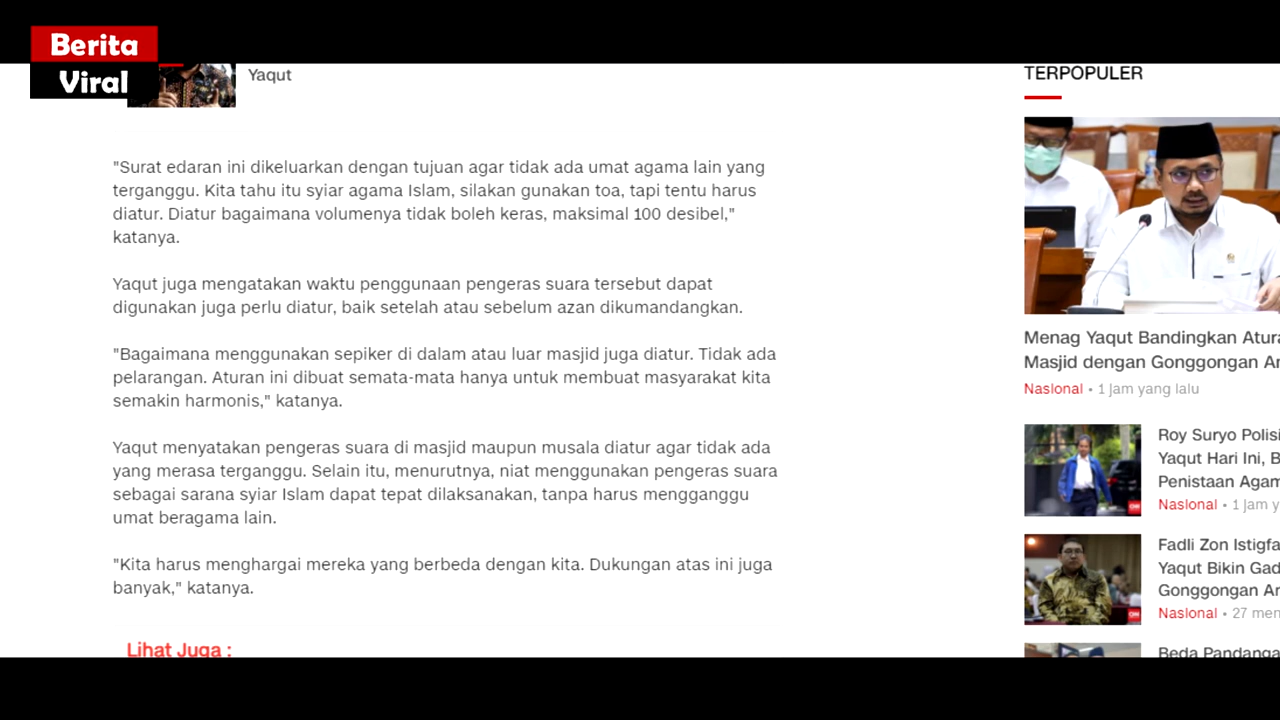 Berita
Viral
Yaqut
"Surat edaran ini dikeluarkan dengan tujuan agar tidak ada umat agama lain yang
terganggu. Kita tahu itu syiar agama Islam, silakan gunakan toa, tapi tentu harus
diatur. Diatur bagaimana volumenya tidak boleh keras, maksimal 100 desibel,"
katanya.
Yaqut juga mengatakan waktu penggunaan pengeras suara tersebut dapat
digunakan juga perlu diatur, baik setelah atau sebelum azan dikumandangkan.
"Bagaimana menggunakan sepiker di dalam atau luar masjid juga diatur. Tidak ada
pelarangan. Aturan ini dibuat semata-mata hanya untuk membuat masyarakat kita
semakin harmonis," katanya.
Yaqut menyatakan pengeras suara di masjid maupun musala diatur agar tidak ada
yang merasa terganggu. Selain itu, menurutnya, niat menggunakan pengeras suara
sebagai sarana syiar Islam dapat tepat dilaksanakan, tanpa harus mengganggu
umat beragama lain.
"Kita harus menghargai mereka yang berbeda dengan kita. Dukungan atas ini juga
banyak," katanya.
Lihat Juga :
TERPOPULER
Menag Yaqut Bandingkan Atura
Masjid dengan Gonggongan An
Nasional • 1 jam yang lalu
Roy Suryo Polisi
Yaqut Hari Ini, B
Penistaan Agam
Nasional • 1 jam y
Fadli Zon Istigfa
Yaqut Bikin Gad
Gonggongan An
Nasional • 27 men
Beda Pandanga